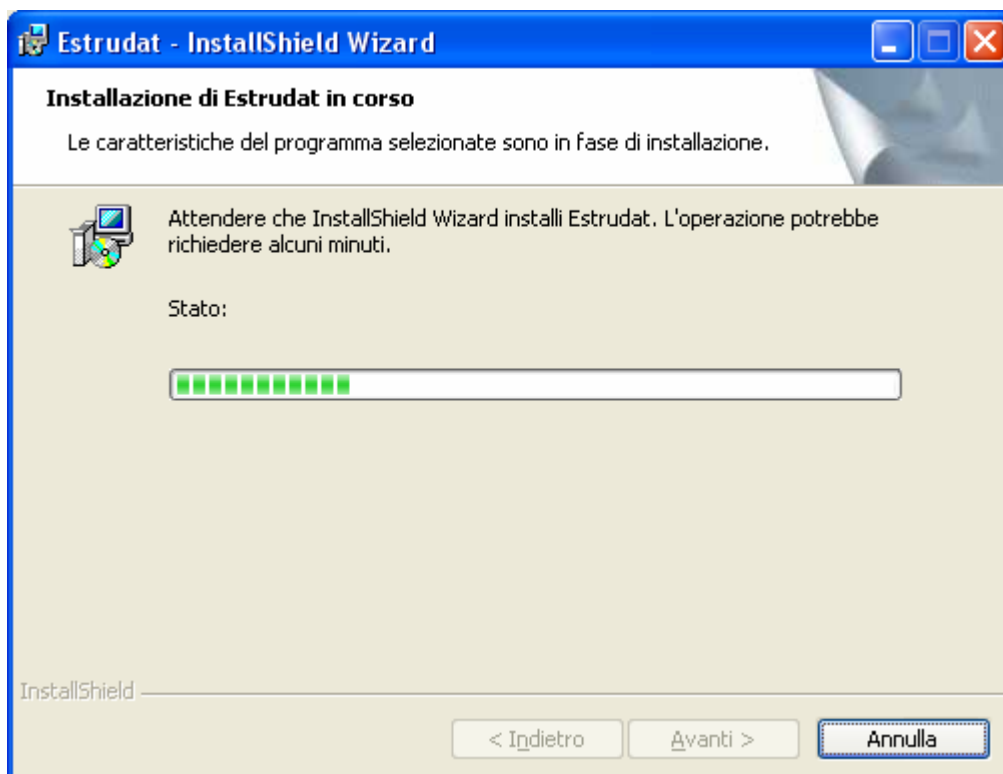 Estrudat - InstallShield Wizard
Installazione di Estrudat in corso
Le caratteristiche del programma selezionate sono in fase di installazione.
Attendere che InstallShield Wizard installi Estrudat. L'operazione potrebbe
richiedere alcuni minuti.
Stato:
InstallShield
< Indietro
Avanti >
Annulla